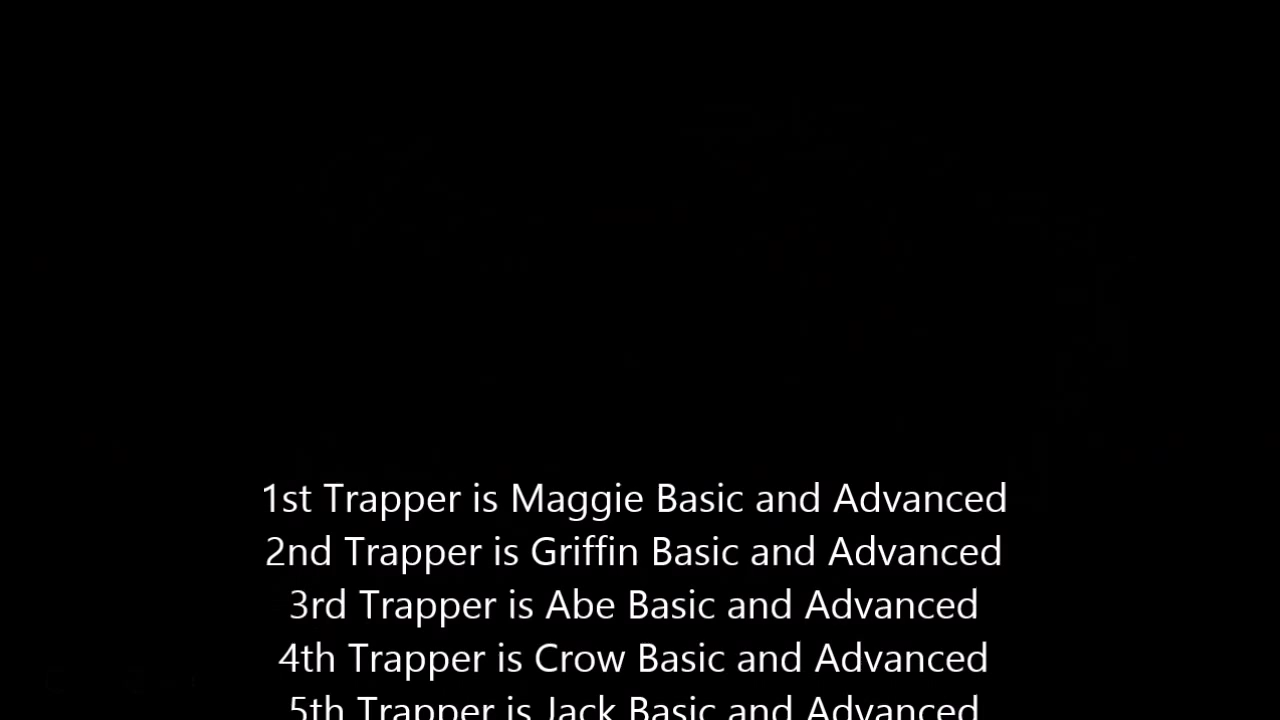 1st Trapper is Maggie Basic and Advanced
2nd Trapper is Griffin Basic and Advanced
3rd Trapper is Abe Basic and Advanced
4th Trapper is Crow Basic and Advanced
5th Trapper is Jack Basic and Advanced